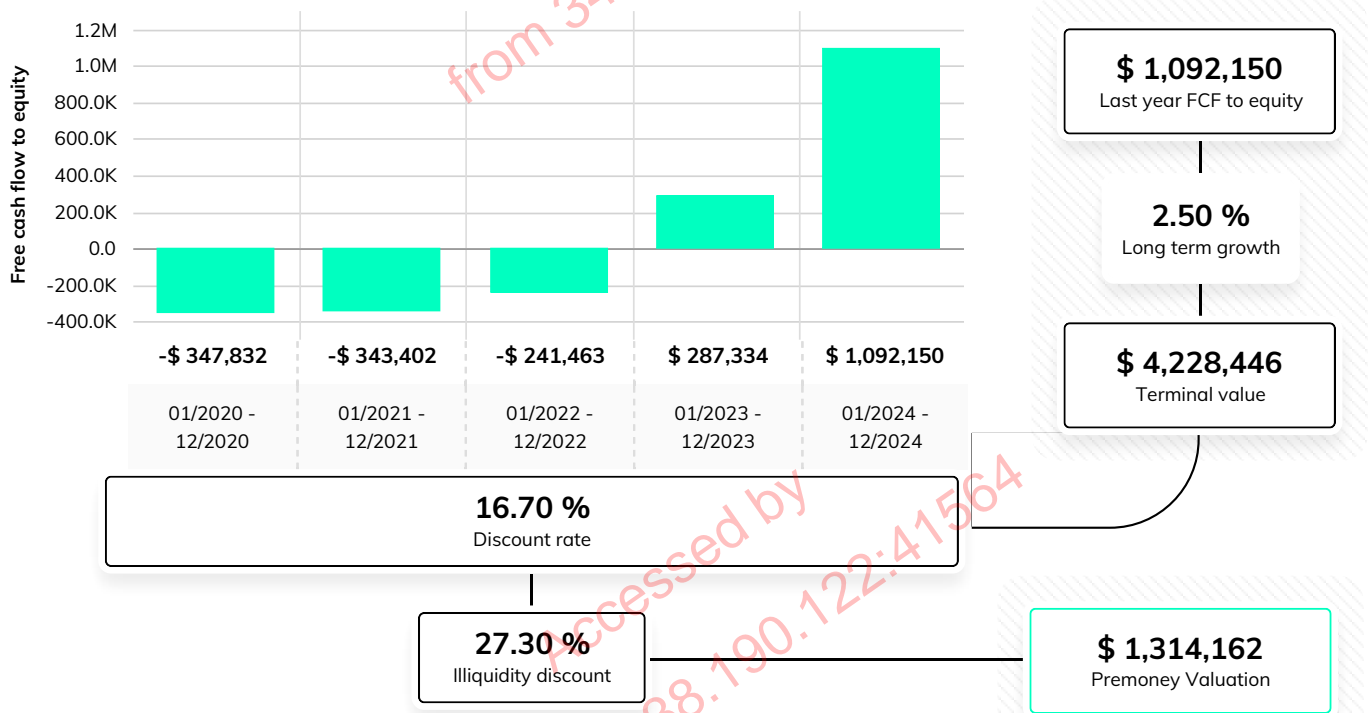 Free cash flow to equity
1.2M
1.0M
800.0K
600.0K
400.0K
200.0K
0.0
-200.0K
-400.0K
-$ 347,832
-$ 343,402
-$ 241,463
$ 287,334
$ 1,092,150
01/2020 -
12/2020
01/2021 -
12/2021
01/2022 -
12/2022
01/2023 -
12/2023
01/2024 -
12/2024
16.70 %
Discount rate
27.30 %
Illiquidity discount
$ 1,092,150
Last year FCF to equity
2.50 %
Long term growth
$ 4,228,446
Terminal value
$ 1,314,162
Premoney Valuation
Accessed by
from
.190.122:41564